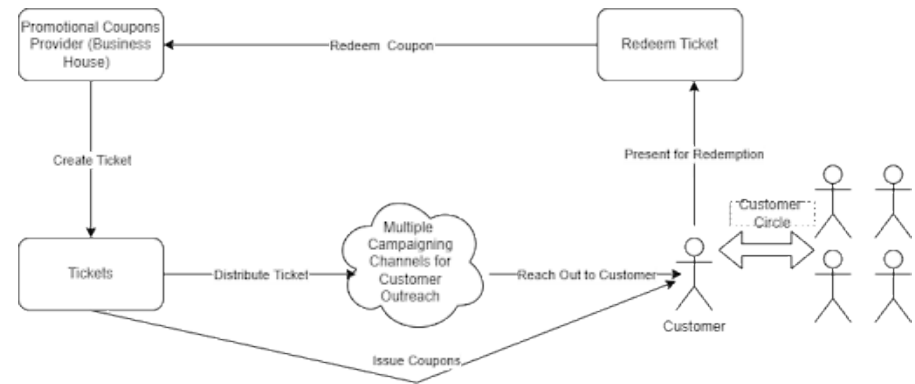 Promotional Coupons
Provider (Business
House)
Redeem Coupon
Redeem Ticket
Create Ticket
Present for Redemption
Customer
Circle
Multiple
Campaigning
Channels for
Customer
Outreach
Tickets
Distribute Ticket
Reach Out to Customer
Customer
Issue Coupons